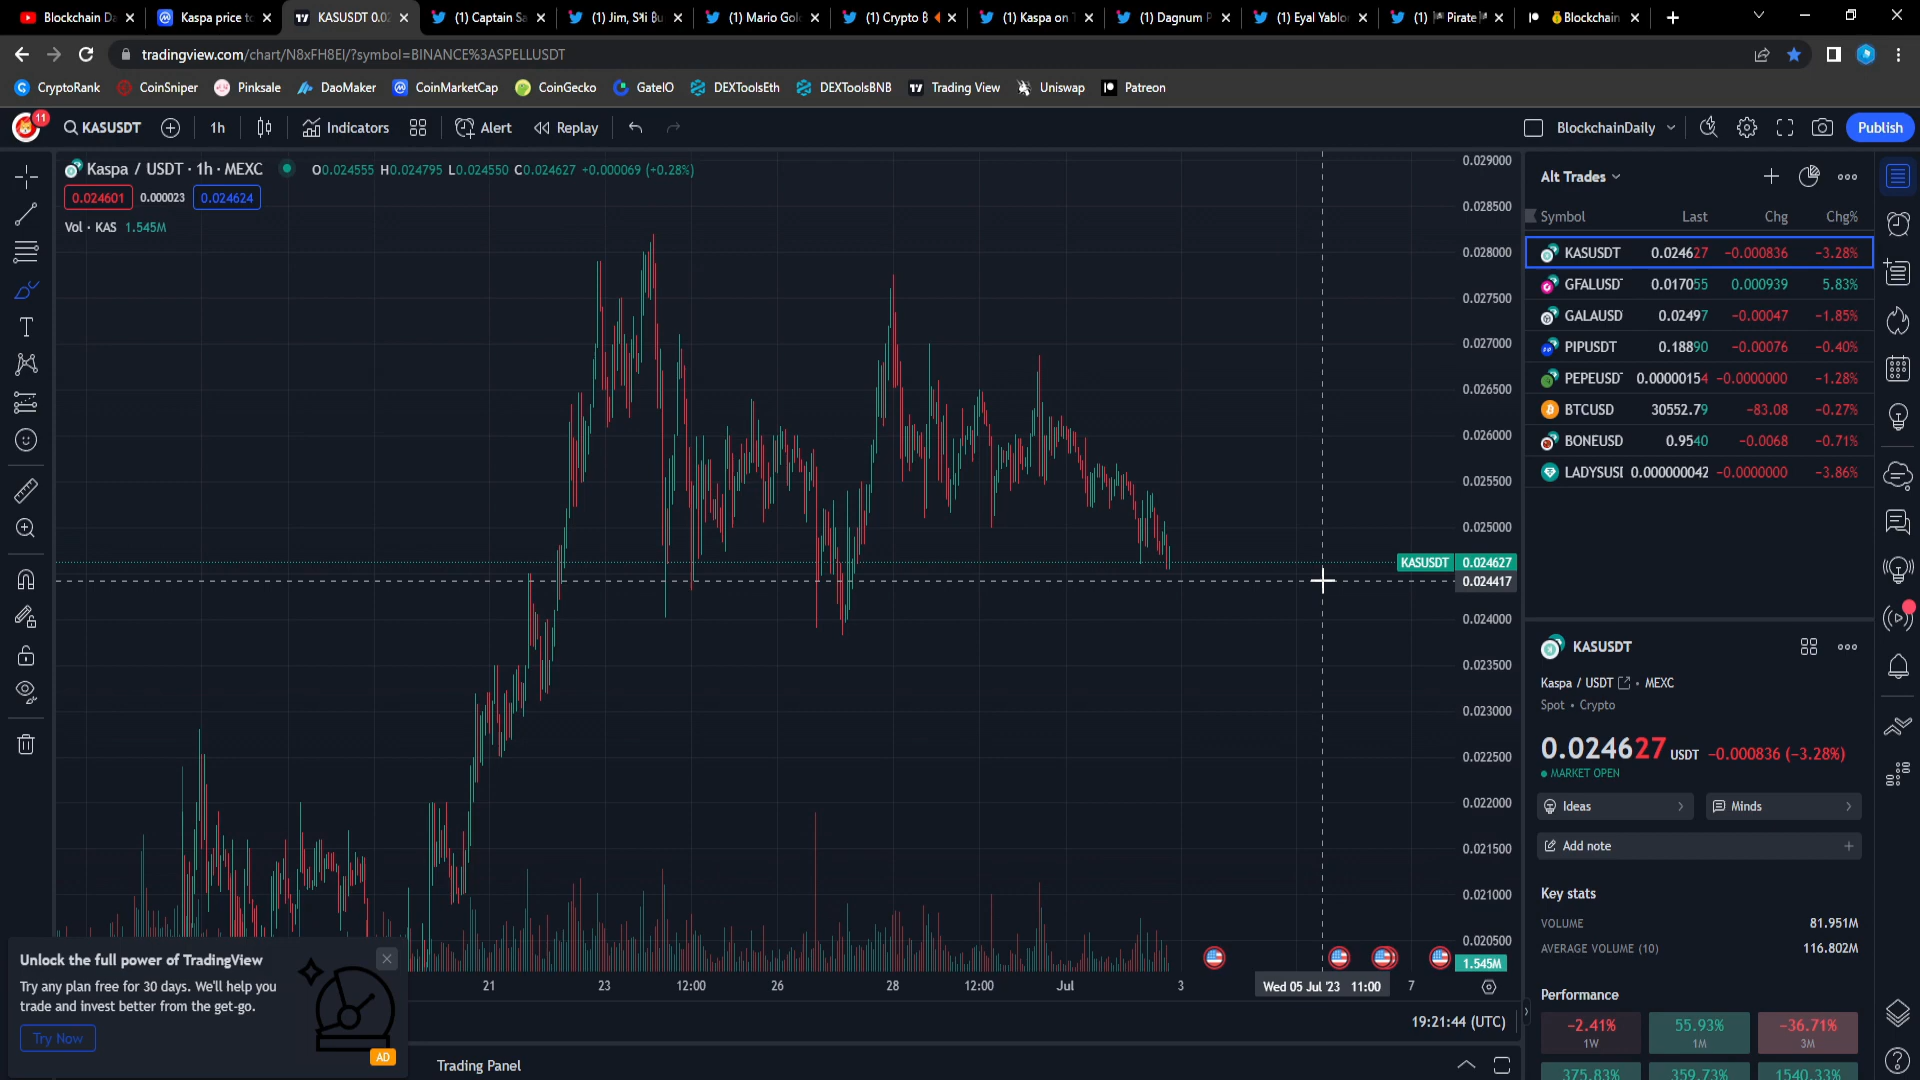 Blockchain Da
Kaspa price to
KASUSDT 0.02
(1) Captain Sa
(1) Mario Gol
(1) Crypto B
(1) Kaspa on
(1) Dagnum P
(1) Eyal Yablo
Blockchain
tradingview.com/chart/N8xFH8EI/?symbol=BINANCE%3ASPELLUSDT
CryptoRank
CoinSniper
Pinksale
DaoMaker
CoinMarketCap
CoinGecko
GateIO
DEXToolsEth
DEXToolsBNB
Trading View
Uniswap
Patreon
11
KASUSDT
1h
Indicators
Alert
Replay
BlockchainDaily
Publish
Kaspa / USDT · 1h · MEXC
O0.024555 H0.024795 L0.024550 C0.024627 +0.000069 (+0.28%)
0.024601 0.000023 0.024624
Vol · KAS 1.545M
0.029000
0.028500
0.028000
0.027500
0.027000
0.026500
0.026000
0.025500
0.025000
KASUSDT 0.024627
0.024417
0.024000
0.023500
0.023000
0.022500
0.022000
0.021500
0.021000
0.020500
1.545M
21
23
12:00
26
28
12:00
Jul
3
Wed 05 Jul '23 11:00
7
19:21:44 (UTC)
Trading Panel
Unlock the full power of TradingView
Try any plan free for 30 days. We'll help you
trade and invest better from the get-go.
Try Now
AD
Alt Trades
Symbol Last Chg Chg%
KASUSDT 0.024627 −0.000836 −3.28%
GFALUSD 0.017055 0.000939 5.83%
GALAUSD 0.02497 −0.00047 −1.85%
PIPUSDT 0.18890 −0.00076 −0.40%
PEPEUSD 0.00000154 −0.0000000 −1.28%
BTCUSD 30552.79 −83.08 −0.27%
BONEUSD 0.9540 −0.0068 −0.71%
LADYSUSI 0.000000042 −0.0000000 −3.86%
KASUSDT
Kaspa / USDT • MEXC
Spot • Crypto
0.024627 USDT −0.000836 (−3.28%)
MARKET OPEN
Ideas
Minds
Add note
Key stats
VOLUME 81.951M
AVERAGE VOLUME (10) 116.802M
Performance
−2.41% 55.93% −36.71%
1W 1M 3M
375.83% 359.73% 1540.33%